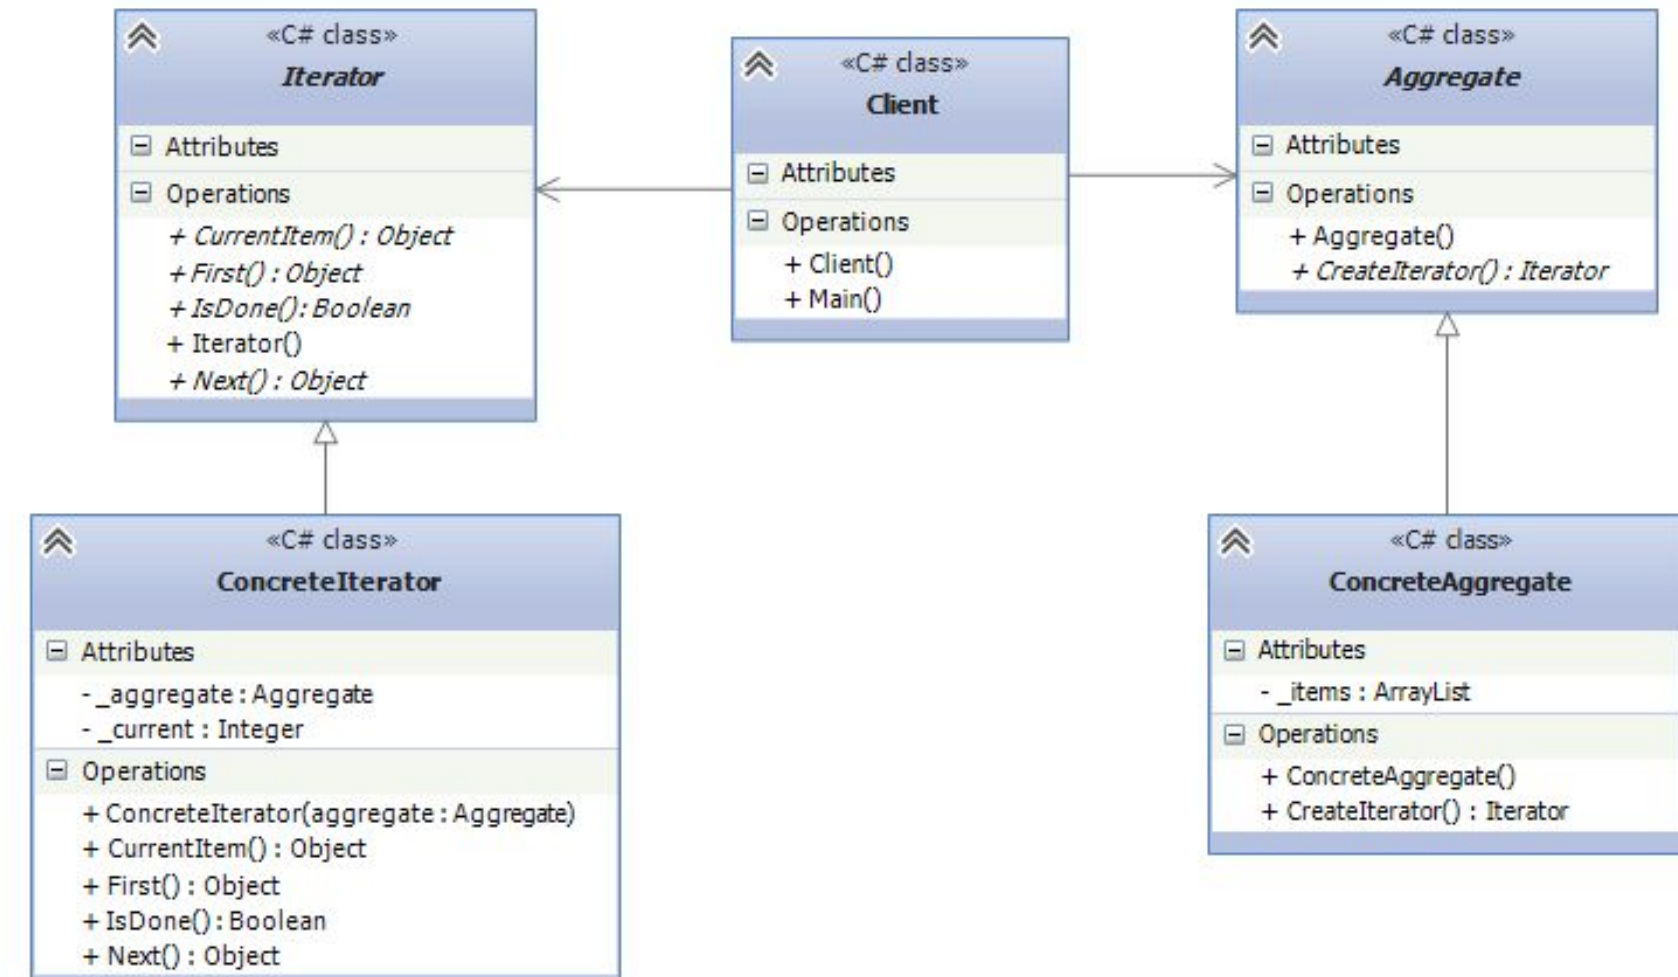 «C# class»
Iterator
Attributes
Operations
+ CurrentItem() : Object
+ First() : Object
+ IsDone(): Boolean
+ Iterator()
+ Next() : Object
«C# class»
Client
Attributes
Operations
+ Client()
+ Main()
«C# class»
Aggregate
Attributes
Operations
+ Aggregate()
+ CreateIterator() : Iterator
«C# class»
ConcreteIterator
Attributes
- _aggregate : Aggregate
- _current : Integer
Operations
+ ConcreteIterator(aggregate : Aggregate)
+ CurrentItem() : Object
+ First() : Object
+ IsDone(): Boolean
+ Next() : Object
«C# class»
ConcreteAggregate
Attributes
- _items : ArrayList
Operations
+ ConcreteAggregate()
+ CreateIterator() : Iterator